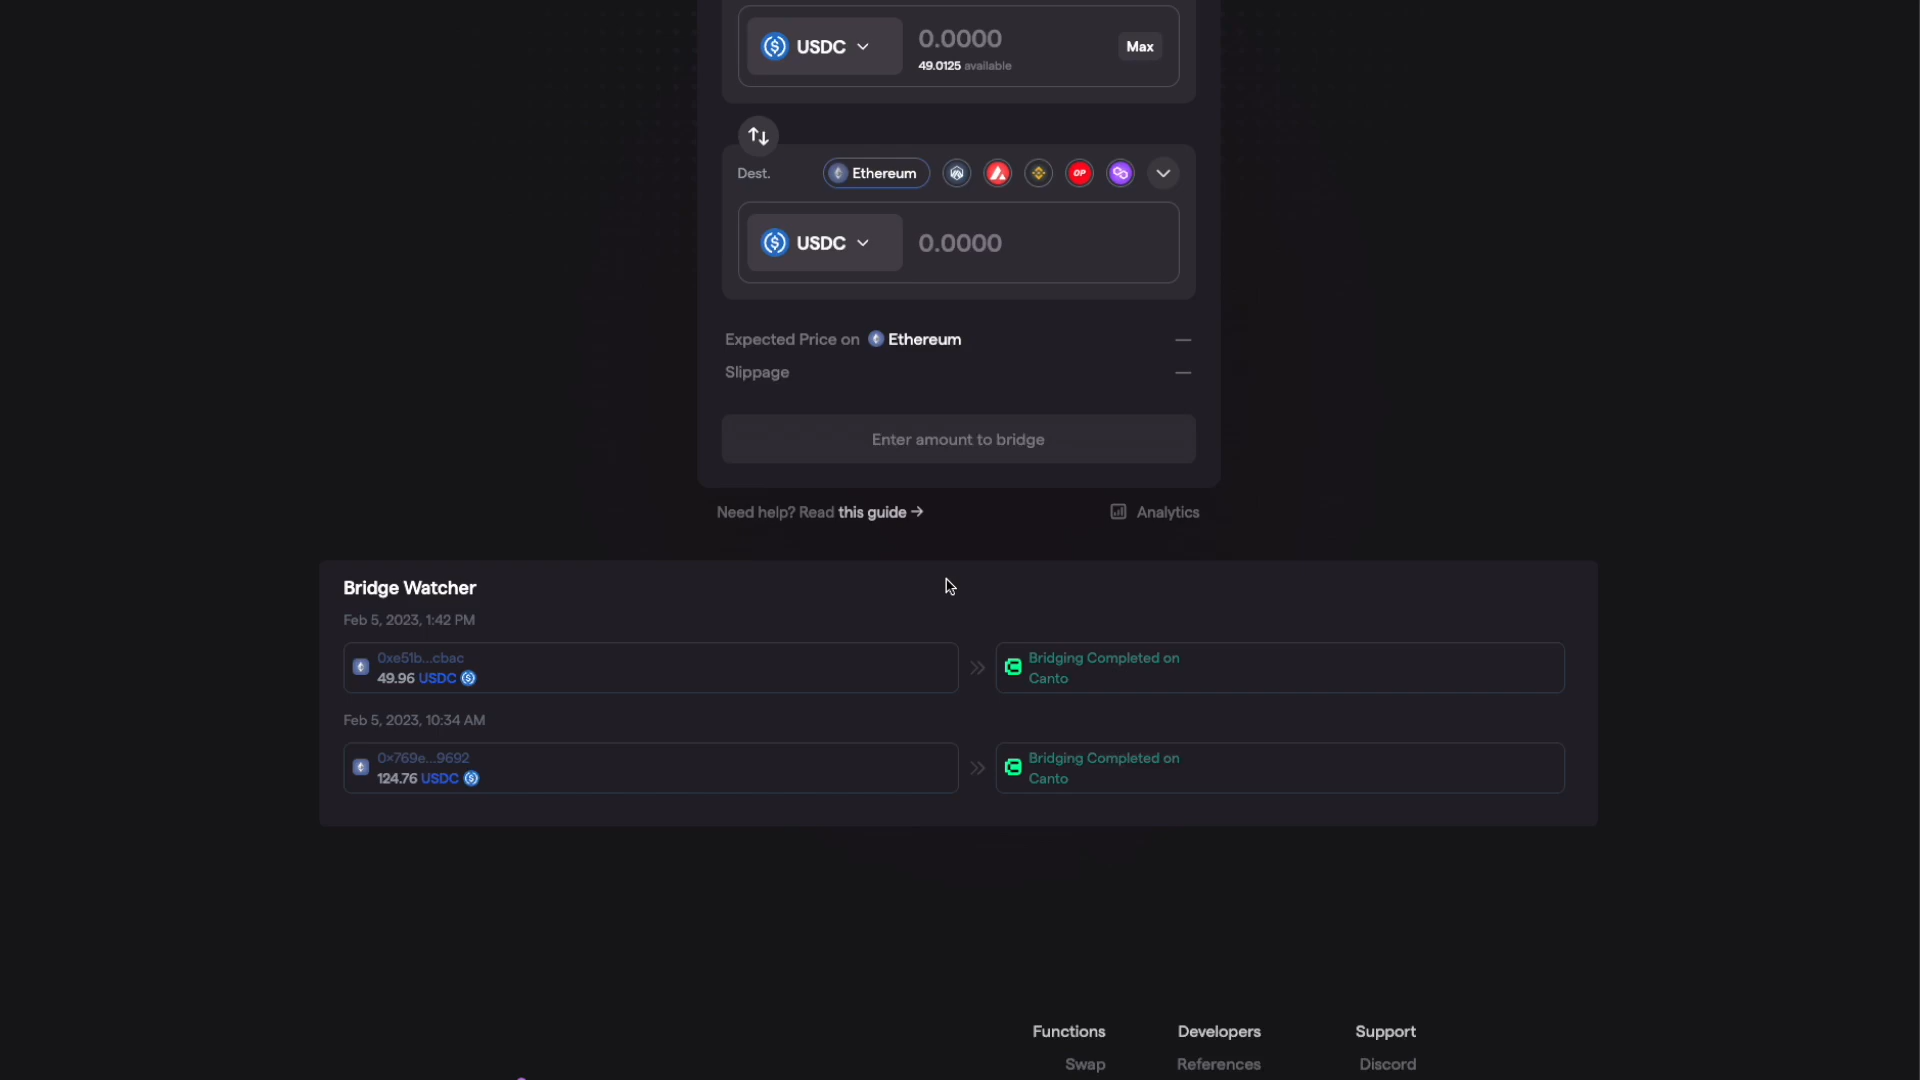 USDC 0.0000 Max
49.0125 available
Dest. Ethereum OP
USDC 0.0000
Expected Price on Ethereum —
Slippage —
Enter amount to bridge
Need help? Read this guide → Analytics
Bridge Watcher
Feb 5, 2023, 1:42 PM
0xe51b...cbac
49.96 USDC
Bridging Completed on
Canto
Feb 5, 2023, 10:34 AM
0x769e...9692
124.76 USDC
Bridging Completed on
Canto
Functions Developers Support
Swap References Discord